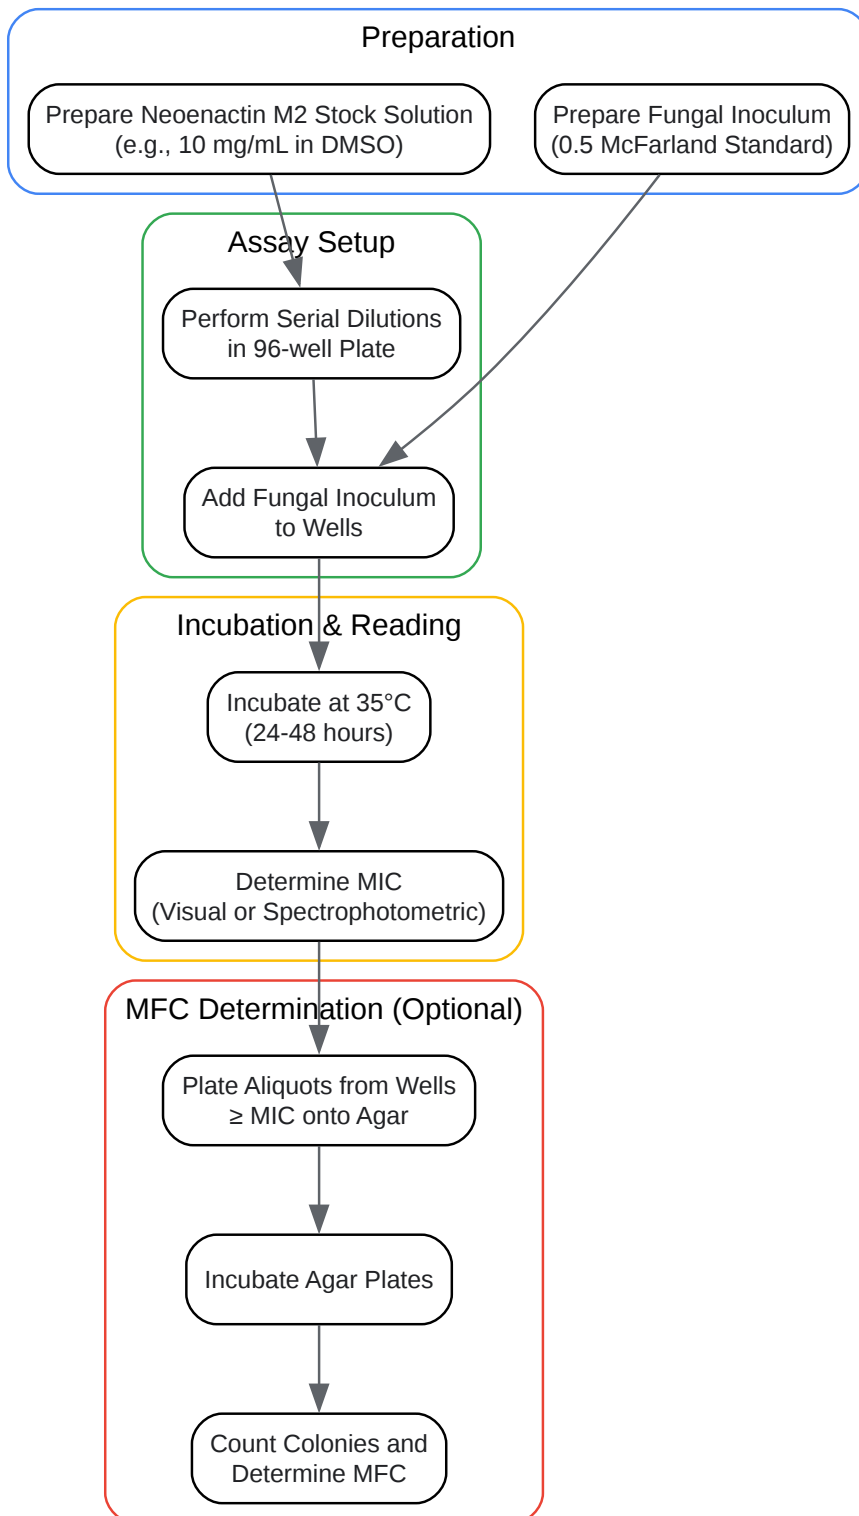 Preparation
Prepare Neoenactin M2 Stock Solution
(e.g., 10 mg/mL in DMSO)
Prepare Fungal Inoculum
(0.5 McFarland Standard)
Assay Setup
Perform Serial Dilutions
in 96-well Plate
Add Fungal Inoculum
to Wells
Incubation & Reading
Incubate at 35°C
(24-48 hours)
Determine MIC
(Visual or Spectrophotometric)
MFC Determination (Optional)
Plate Aliquots from Wells
≥ MIC onto Agar
Incubate Agar Plates
Count Colonies and
Determine MFC